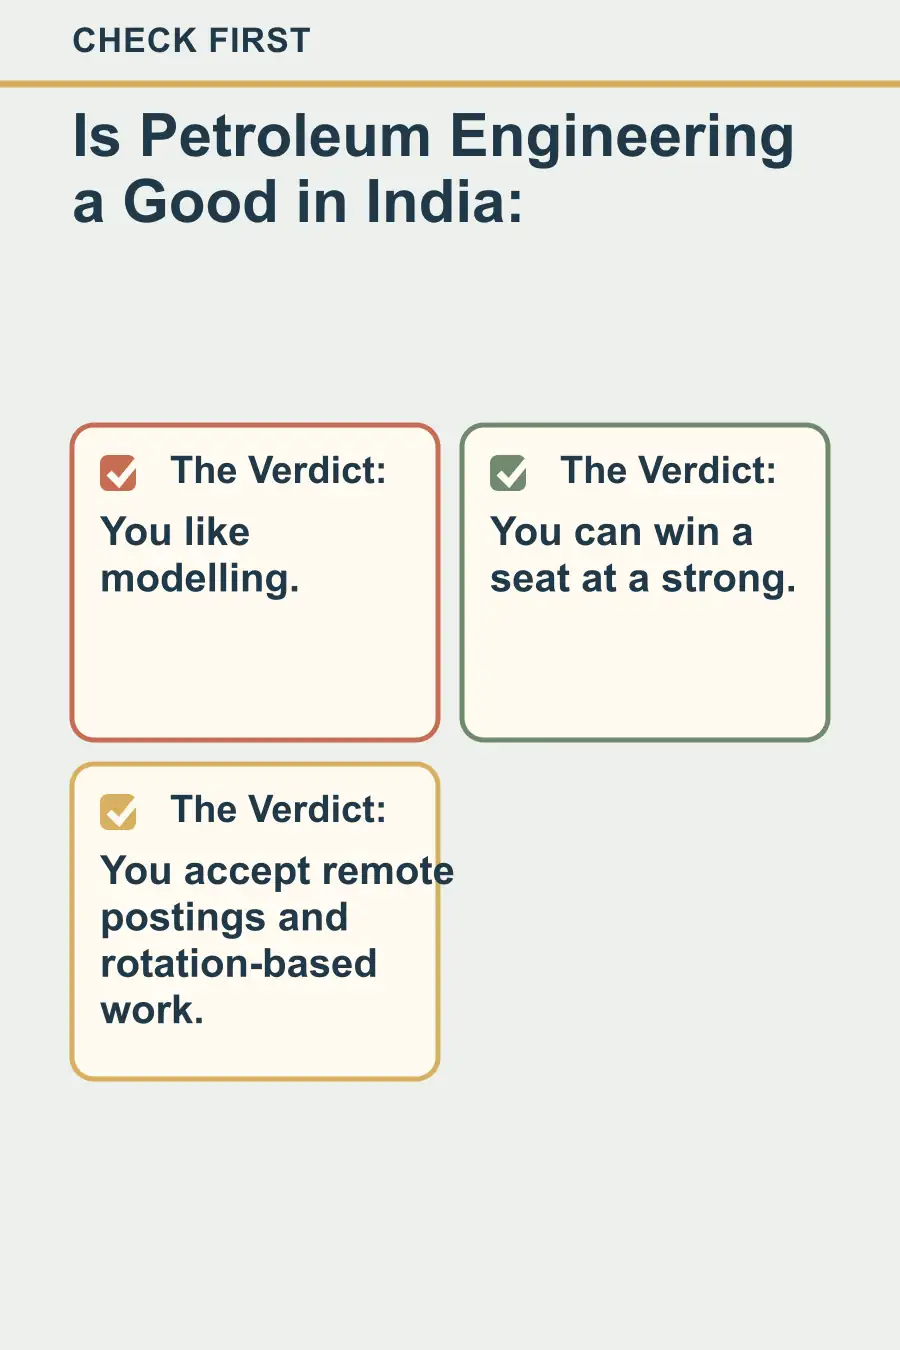 CHECK FIRST
Is Petroleum Engineering
a Good in India:
The Verdict:
You like
modelling.
The Verdict:
You can win a
seat at a strong.
The Verdict:
You accept remote
postings and
rotation-based
work.